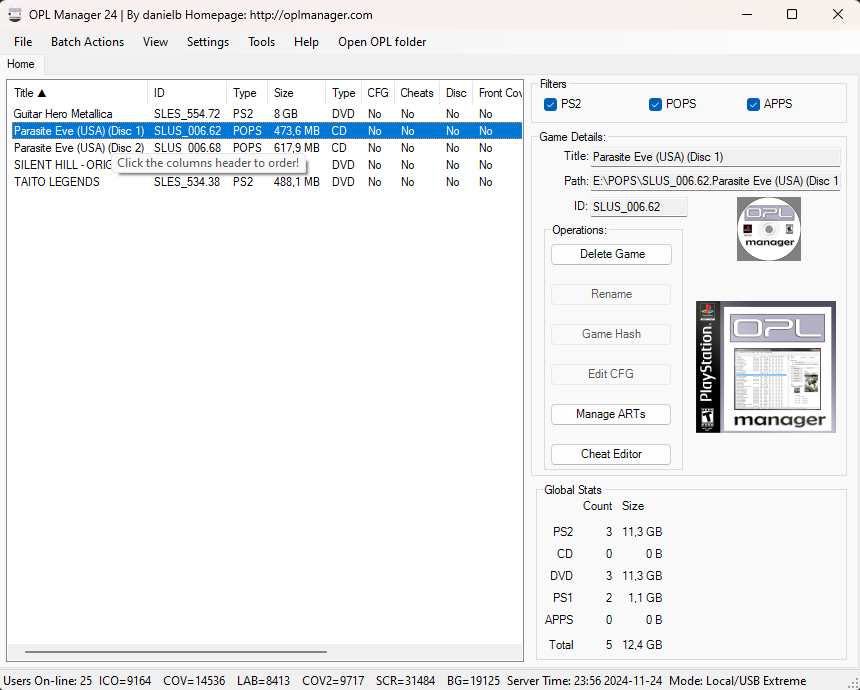 OPL Manager 24 | By danielb Homepage: http://oplmanager.com
File Batch Actions View Settings Tools Help Open OPL folder
Home
Title ▲ ID Type Size Type CFG Cheats Disc Front Cov
Guitar Hero Metallica SLES_554.72 PS2 8 GB DVD No No No No
Parasite Eve (USA) (Disc 1) SLUS_006.62 POPS 473,6 MB CD No No No No
Parasite Eve (USA) (Disc 2) SLUS_006.68 POPS 617,9 MB CD No No No No
SILENT HILL - ORIG DVD No No No No
Click the columns header to order!
TAITO LEGENDS SLES_534.38 PS2 488,1 MB DVD No No No No
Filters
PS2 POPS APPS
Game Details:
Title: Parasite Eve (USA) (Disc 1)
Path: E:\POPS\SLUS_006.62.Parasite Eve (USA) (Disc 1
ID: SLUS_006.62
OPL
manager
Operations:
Delete Game
Rename
Game Hash
Edit CFG
Manage ARTs
Cheat Editor
PlayStation
OPL
manager
Global Stats
Count Size
PS2 3 11,3 GB
CD 0 0 B
DVD 3 11,3 GB
PS1 2 1,1 GB
APPS 0 0 B
Total 5 12,4 GB
Users On-line: 25 ICO=9164 COV=14536 LAB=8413 COV2=9717 SCR=31484 BG=19125 Server Time: 23:56 2024-11-24 Mode: Local/USB Extreme